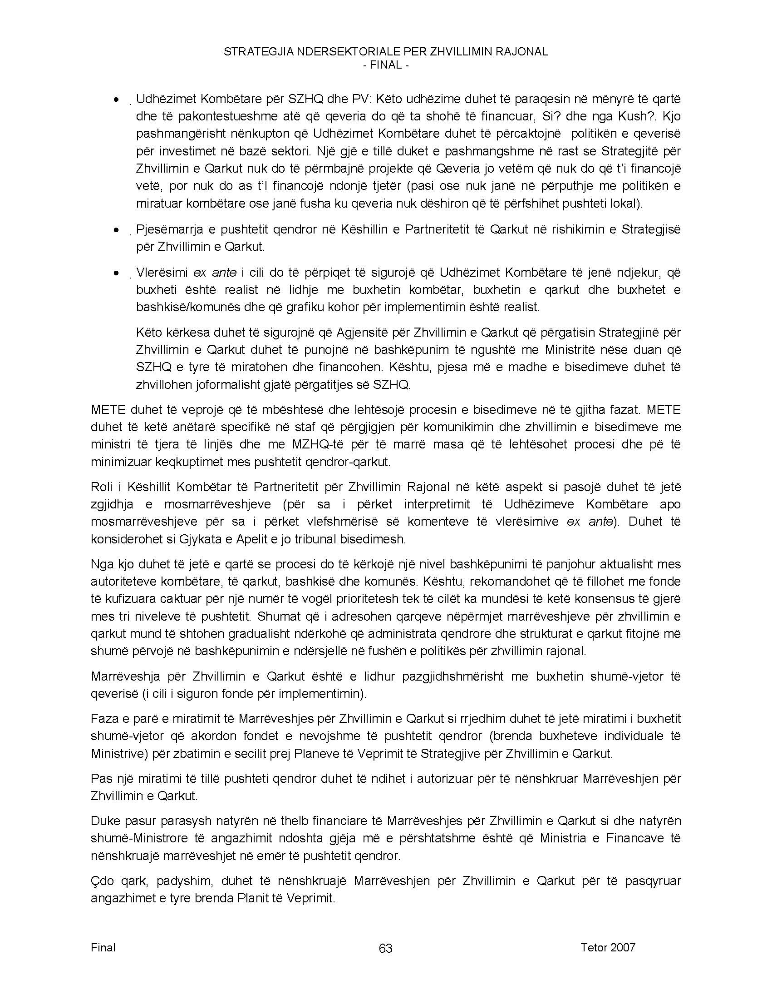 STRATEGJIA NDERSEKTORIALE PER ZHVILLIMIN RAJONAL
- FINAL -
• . Udhëzimet Kombëtare për SZHQ dhe PV: Këto udhëzime duhet të paraqesin në mënyrë të qartë
dhe të pakontestueshme atë që qeveria do që ta shohë të financuar, Si? dhe nga Kush?. Kjo
pashmangërisht nënkupton që Udhëzimet Kombëtare duhet të përcaktojnë politikën e qeverisë
për investimet në bazë sektori. Një gjë e tillë duket e pashmangshme në rast se Strategjitë për
Zhvillimin e Qarkut nuk do të përmbajnë projekte që Qeveria jo vetëm që nuk do që t’i financojë
vetë, por nuk do as t’I financojë ndonjë tjetër (pasi ose nuk janë në përputhje me politikën e
miratuar kombëtare ose janë fusha ku qeveria nuk dëshiron që të përfshihet pushteti lokal).
• . Pjesëmarrja e pushtetit qendror në Këshillin e Partneritetit të Qarkut në rishikimin e Strategjisë
për Zhvillimin e Qarkut.
• . Vlerësimi ex ante i cili do të përpiqet të sigurojë që Udhëzimet Kombëtare të jenë ndjekur, që
buxheti është realist në lidhje me buxhetin kombëtar, buxhetin e qarkut dhe buxhetet e
bashkisë/komunës dhe që grafiku kohor për implementimin është realist.
Këto kërkesa duhet të sigurojnë që Agjensitë për Zhvillimin e Qarkut që përgatisin Strategjinë për
Zhvillimin e Qarkut duhet të punojnë në bashkëpunim të ngushtë me Ministritë nëse duan që
SZHQ e tyre të miratohen dhe financohen. Kështu, pjesa më e madhe e bisedimeve duhet të
zhvillohen joformalisht gjatë përgatitjes së SZHQ.
METE duhet të veprojë që të mbështesë dhe lehtësojë procesin e bisedimeve në të gjitha fazat. METE
duhet të ketë anëtarë specifikë në staf që përgjigjen për komunikimin dhe zhvillimin e bisedimeve me
ministri të tjera të linjës dhe me MZHQ-të për të marrë masa që të lehtësohet procesi dhe pë të
minimizuar keqkuptimet mes pushtetit qendror-qarkut.
Roli i Këshillit Kombëtar të Partneritetit për Zhvillimin Rajonal në këtë aspekt si pasojë duhet të jetë
zgjidhja e mosmarrëveshjeve (për sa i përket interpretimit të Udhëzimeve Kombëtare apo
mosmarrëveshjeve për sa i përket vlefshmërisë së komenteve të vlerësimive ex ante). Duhet të
konsiderohet si Gjykata e Apelit e jo tribunal bisedimesh.
Nga kjo duhet të jetë e qartë se procesi do të kërkojë një nivel bashkëpunimi të panjohur aktualisht mes
autoriteteve kombëtare, të qarkut, bashkisë dhe komunës. Kështu, rekomandohet që të fillohet me fonde
të kufizuara caktuar për një numër të vogël prioritetesh tek të cilët ka mundësi të ketë konsensus të gjerë
mes tri niveleve të pushtetit. Shumat që i adresohen qarqeve nëpërmjet marrëveshjeve për zhvillimin e
qarkut mund të shtohen gradualisht ndërkohë që administrata qendrore dhe strukturat e qarkut fitojnë më
shumë përvojë në bashkëpunimin e ndërsjellë në fushën e politikës për zhvillimin rajonal.
Marrëveshja për Zhvillimin e Qarkut është e lidhur pazgjidhshmërisht me buxhetin shumë-vjetor të
qeverisë (i cili i siguron fonde për implementimin).
Faza e parë e miratimit të Marrëveshjes për Zhvillimin e Qarkut si rrjedhim duhet të jetë miratimi i buxhetit
shumë-vjetor që akordon fondet e nevojshme të pushtetit qendror (brenda buxheteve individuale të
Ministrive) për zbatimin e secilit prej Planeve të Veprimit të Strategjive për Zhvillimin e Qarkut.
Pas një miratimi të tillë pushteti qendror duhet të ndihet i autorizuar për të nënshkruar Marrëveshjen për
Zhvillimin e Qarkut.
Duke pasur parasysh natyrën në thelb financiare të Marrëveshjes për Zhvillimin e Qarkut si dhe natyrën
shumë-Ministrore të angazhimit ndoshta gjëja më e përshtatshme është që Ministria e Financave të
nënshkruajë marrëveshjet në emër të pushtetit qendror.
Çdo qark, padyshim, duhet të nënshkruajë Marrëveshjen për Zhvillimin e Qarkut për të pasqyruar
angazhimet e tyre brenda Planit të Veprimit.
Final 63 Tetor 2007